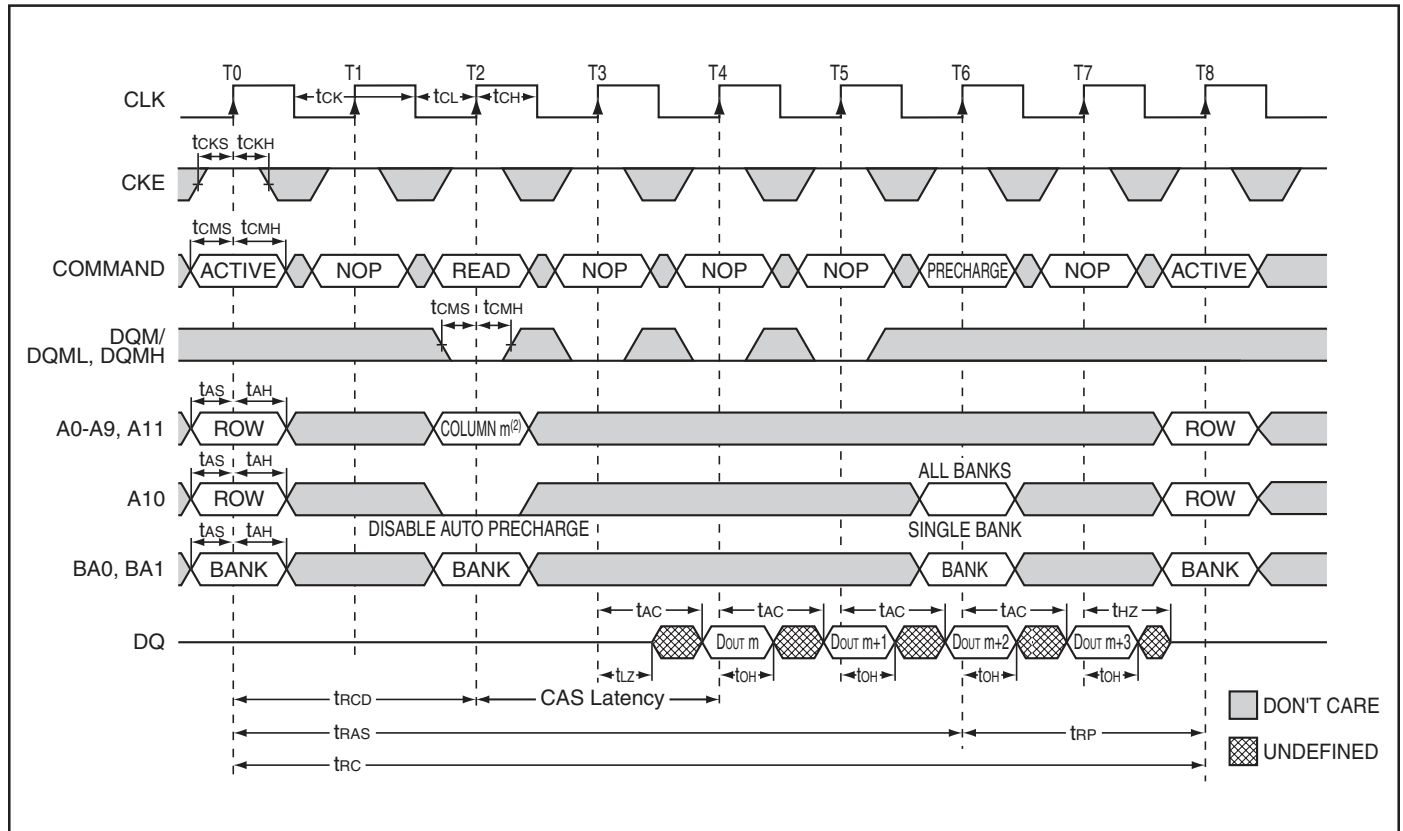 T0 T1 T2 T3 T4 T5 T6 T7 T8
CLK
tCK tCL tCH
tCKS tCKH
CKE
tCMS tCMH
COMMAND ACTIVE NOP READ NOP NOP NOP PRECHARGE NOP ACTIVE
tCMS tCMH
DQM/
DQML, DQMH
tAS tAH
A0-A9, A11 ROW COLUMN m(2) ROW
tAS tAH ALL BANKS
A10 ROW ROW
DISABLE AUTO PRECHARGE SINGLE BANK
tAS tAH
BA0, BA1 BANK BANK BANK BANK
tAC tAC tAC tAC tHZ
DQ DOUT m DOUT m+1 DOUT m+2 DOUT m+3
tLZ tOH tOH tOH tOH
tRCD CAS Latency
DON'T CARE
tRAS tRP
UNDEFINED
tRC